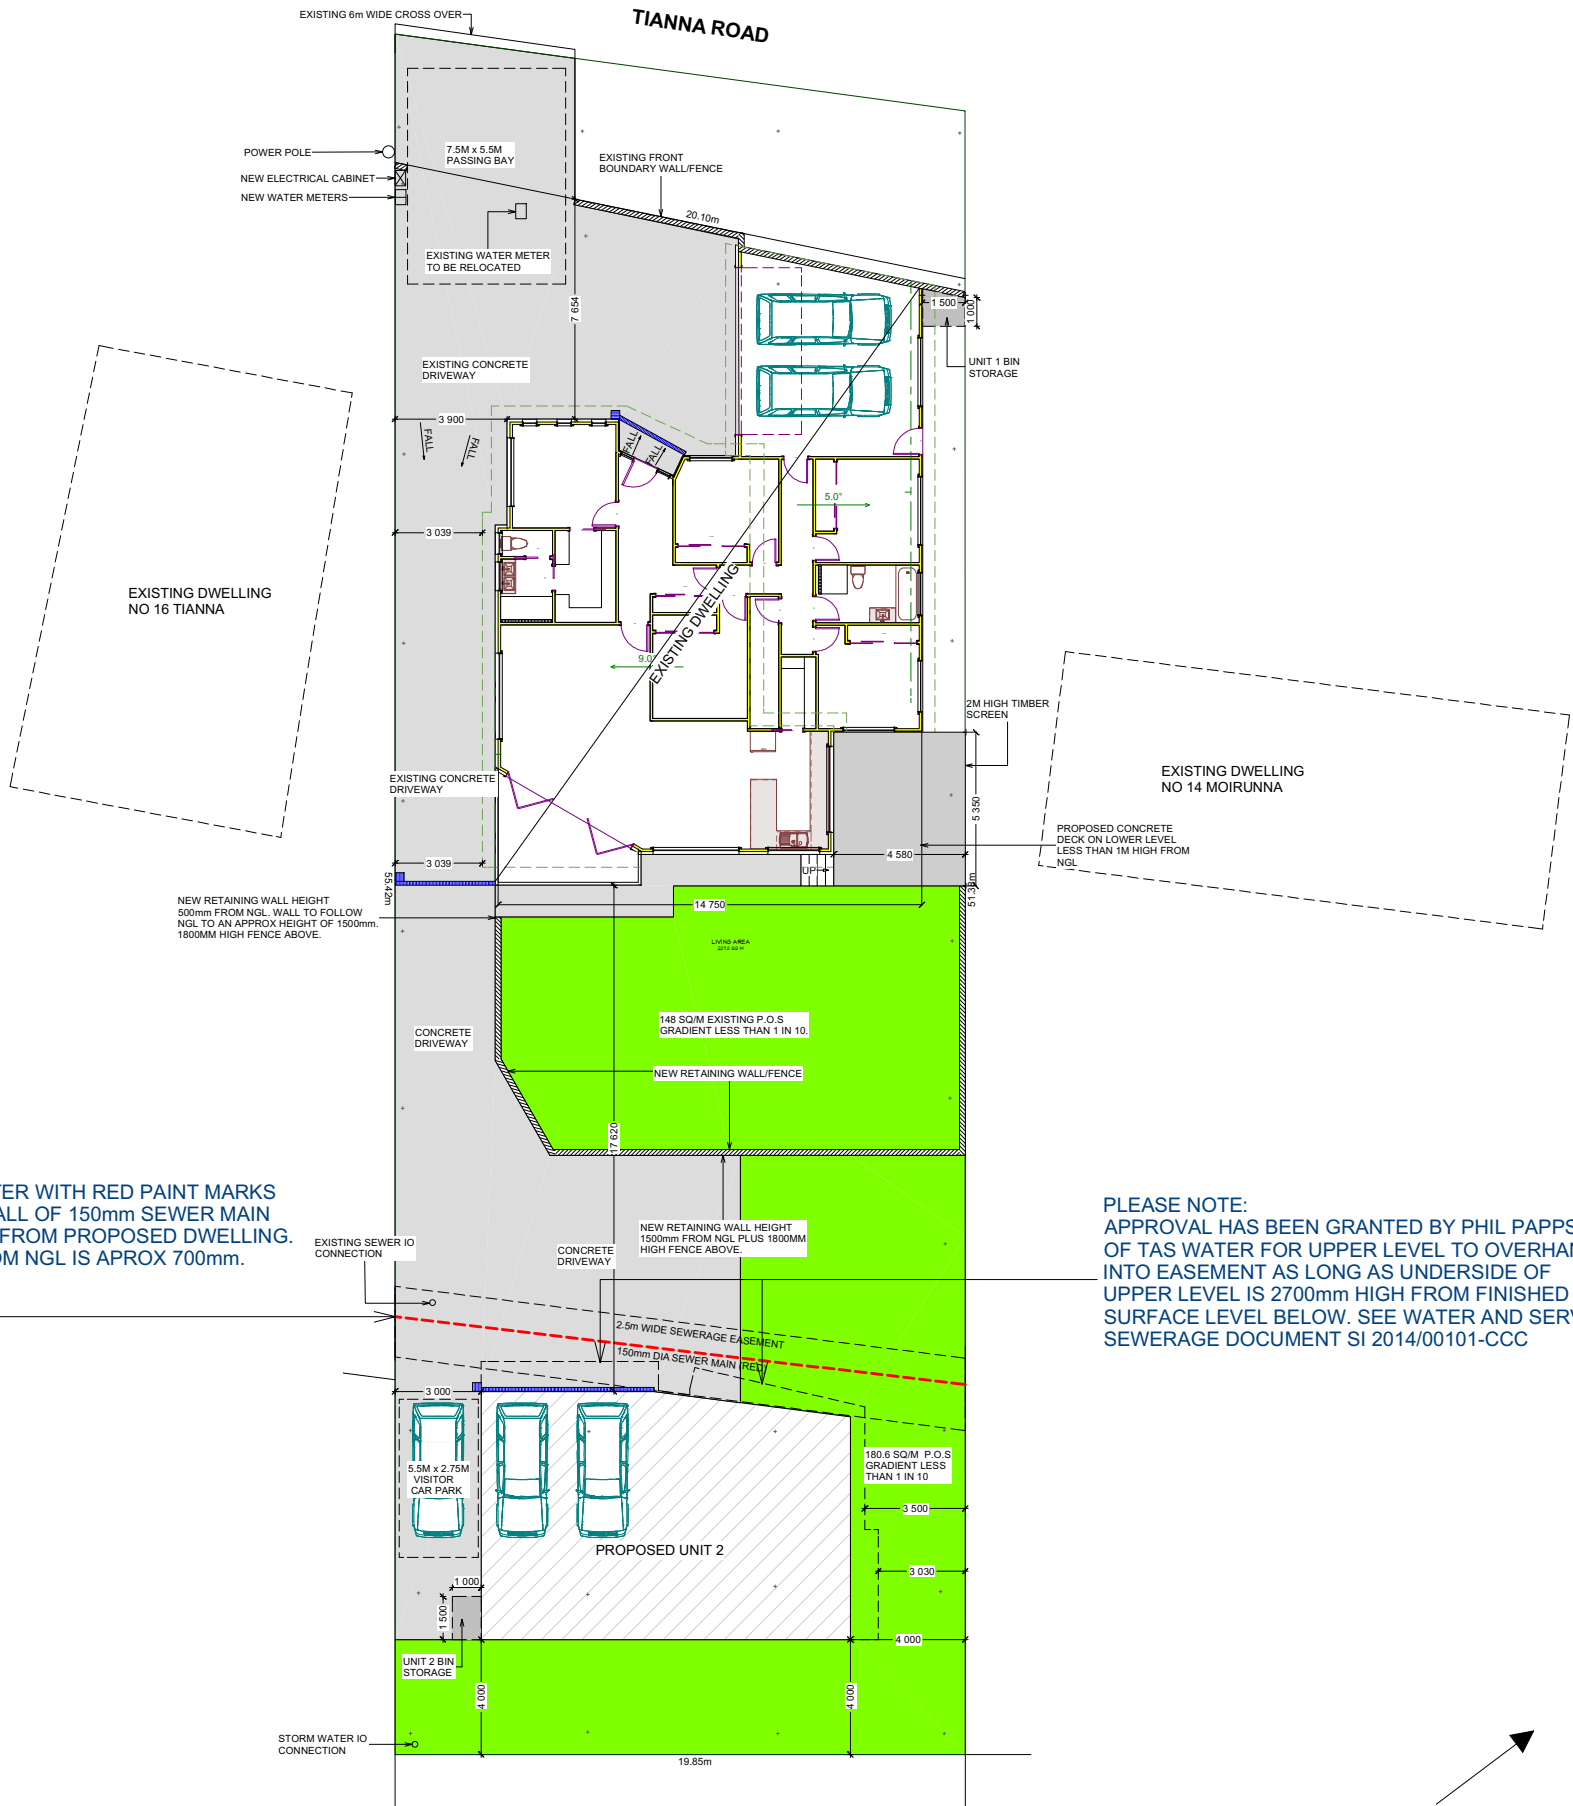 EXISTING 6m WIDE CROSS OVER
TIANNA ROAD
POWER POLE
7.5M x 5.5M
PASSING BAY
EXISTING FRONT
BOUNDARY WALL/FENCE
NEW ELECTRICAL CABINET
NEW WATER METERS
20.10m
EXISTING WATER METER
TO BE RELOCATED
7 654
1 500
1 000
UNIT 1 BIN
STORAGE
EXISTING CONCRETE
DRIVEWAY
3 900
FALL
FALL
FALL
FALL
5.0°
3 039
EXISTING DWELLING
NO 16 TIANNA
EXISTING DWELLING
9.0
2M HIGH TIMBER
SCREEN
EXISTING DWELLING
NO 14 MOIRUNNA
EXISTING CONCRETE
DRIVEWAY
5 350
PROPOSED CONCRETE
DECK ON LOWER LEVEL
LESS THAN 1M HIGH FROM
NGL
3 039
4 580
UP
55.42m
51.38m
NEW RETAINING WALL HEIGHT
500mm FROM NGL. WALL TO FOLLOW
NGL TO AN APPROX HEIGHT OF 1500mm.
1800MM HIGH FENCE ABOVE.
14 750
LIVING AREA
148 SQ/M EXISTING P.O.S
GRADIENT LESS THAN 1 IN 10.
CONCRETE
DRIVEWAY
NEW RETAINING WALL/FENCE
17 620
TER WITH RED PAINT MARKS
ALL OF 150mm SEWER MAIN
FROM PROPOSED DWELLING.
OM NGL IS APROX 700mm.
EXISTING SEWER IO
CONNECTION
CONCRETE
DRIVEWAY
NEW RETAINING WALL HEIGHT
1500mm FROM NGL PLUS 1800MM
HIGH FENCE ABOVE.
PLEASE NOTE:
APPROVAL HAS BEEN GRANTED BY PHIL PAPPS
OF TAS WATER FOR UPPER LEVEL TO OVERHAN
INTO EASEMENT AS LONG AS UNDERSIDE OF
UPPER LEVEL IS 2700mm HIGH FROM FINISHED
SURFACE LEVEL BELOW. SEE WATER AND SERV
SEWERAGE DOCUMENT SI 2014/00101-CCC
2.5m WIDE SEWERAGE EASEMENT
150mm DIA SEWER MAIN (RED)
3 000
5.5M x 2.75M
VISITOR
CAR PARK
180.6 SQ/M P.O.S
GRADIENT LESS
THAN 1 IN 10
3 500
PROPOSED UNIT 2
3 030
1 000
1 500
4 000
UNIT 2 BIN
STORAGE
4 000
4 000
STORM WATER IO
CONNECTION
19.85m